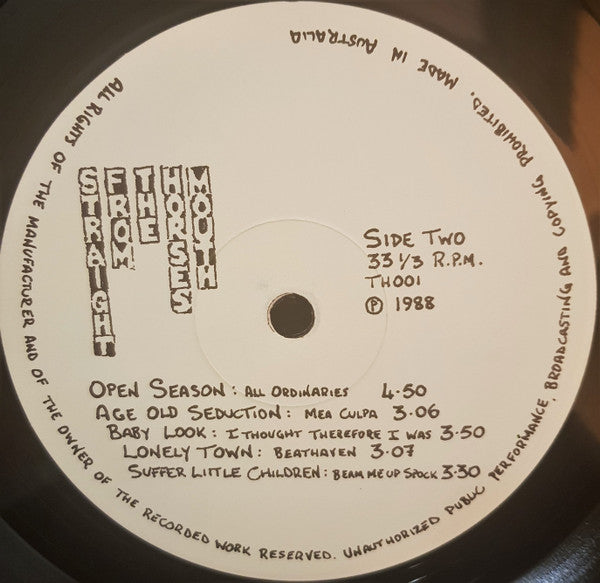 ALL RIGHTS OF THE MANUFACTURER AND OF THE OWNER OF THE RECORDED WORK RESERVED. UNAUTHORIZED PUBLIC PERFORMANCE, BROADCASTING AND COPYING PROHIBITED. MADE IN AUSTRALIA
STRAIGHT
FROM
THE
HORSES
MOUTH
SIDE TWO
33 1/3 R.P.M.
TH001
℗ 1988
OPEN SEASON : ALL ORDINARIES 4.50
AGE OLD SEDUCTION : MEA CULPA 3.06
BABY LOOK : I THOUGHT THEREFORE I WAS 3.50
LONELY TOWN : BEATHAVEN 3.07
SUFFER LITTLE CHILDREN : BEAM ME UP SPOCK 3.30